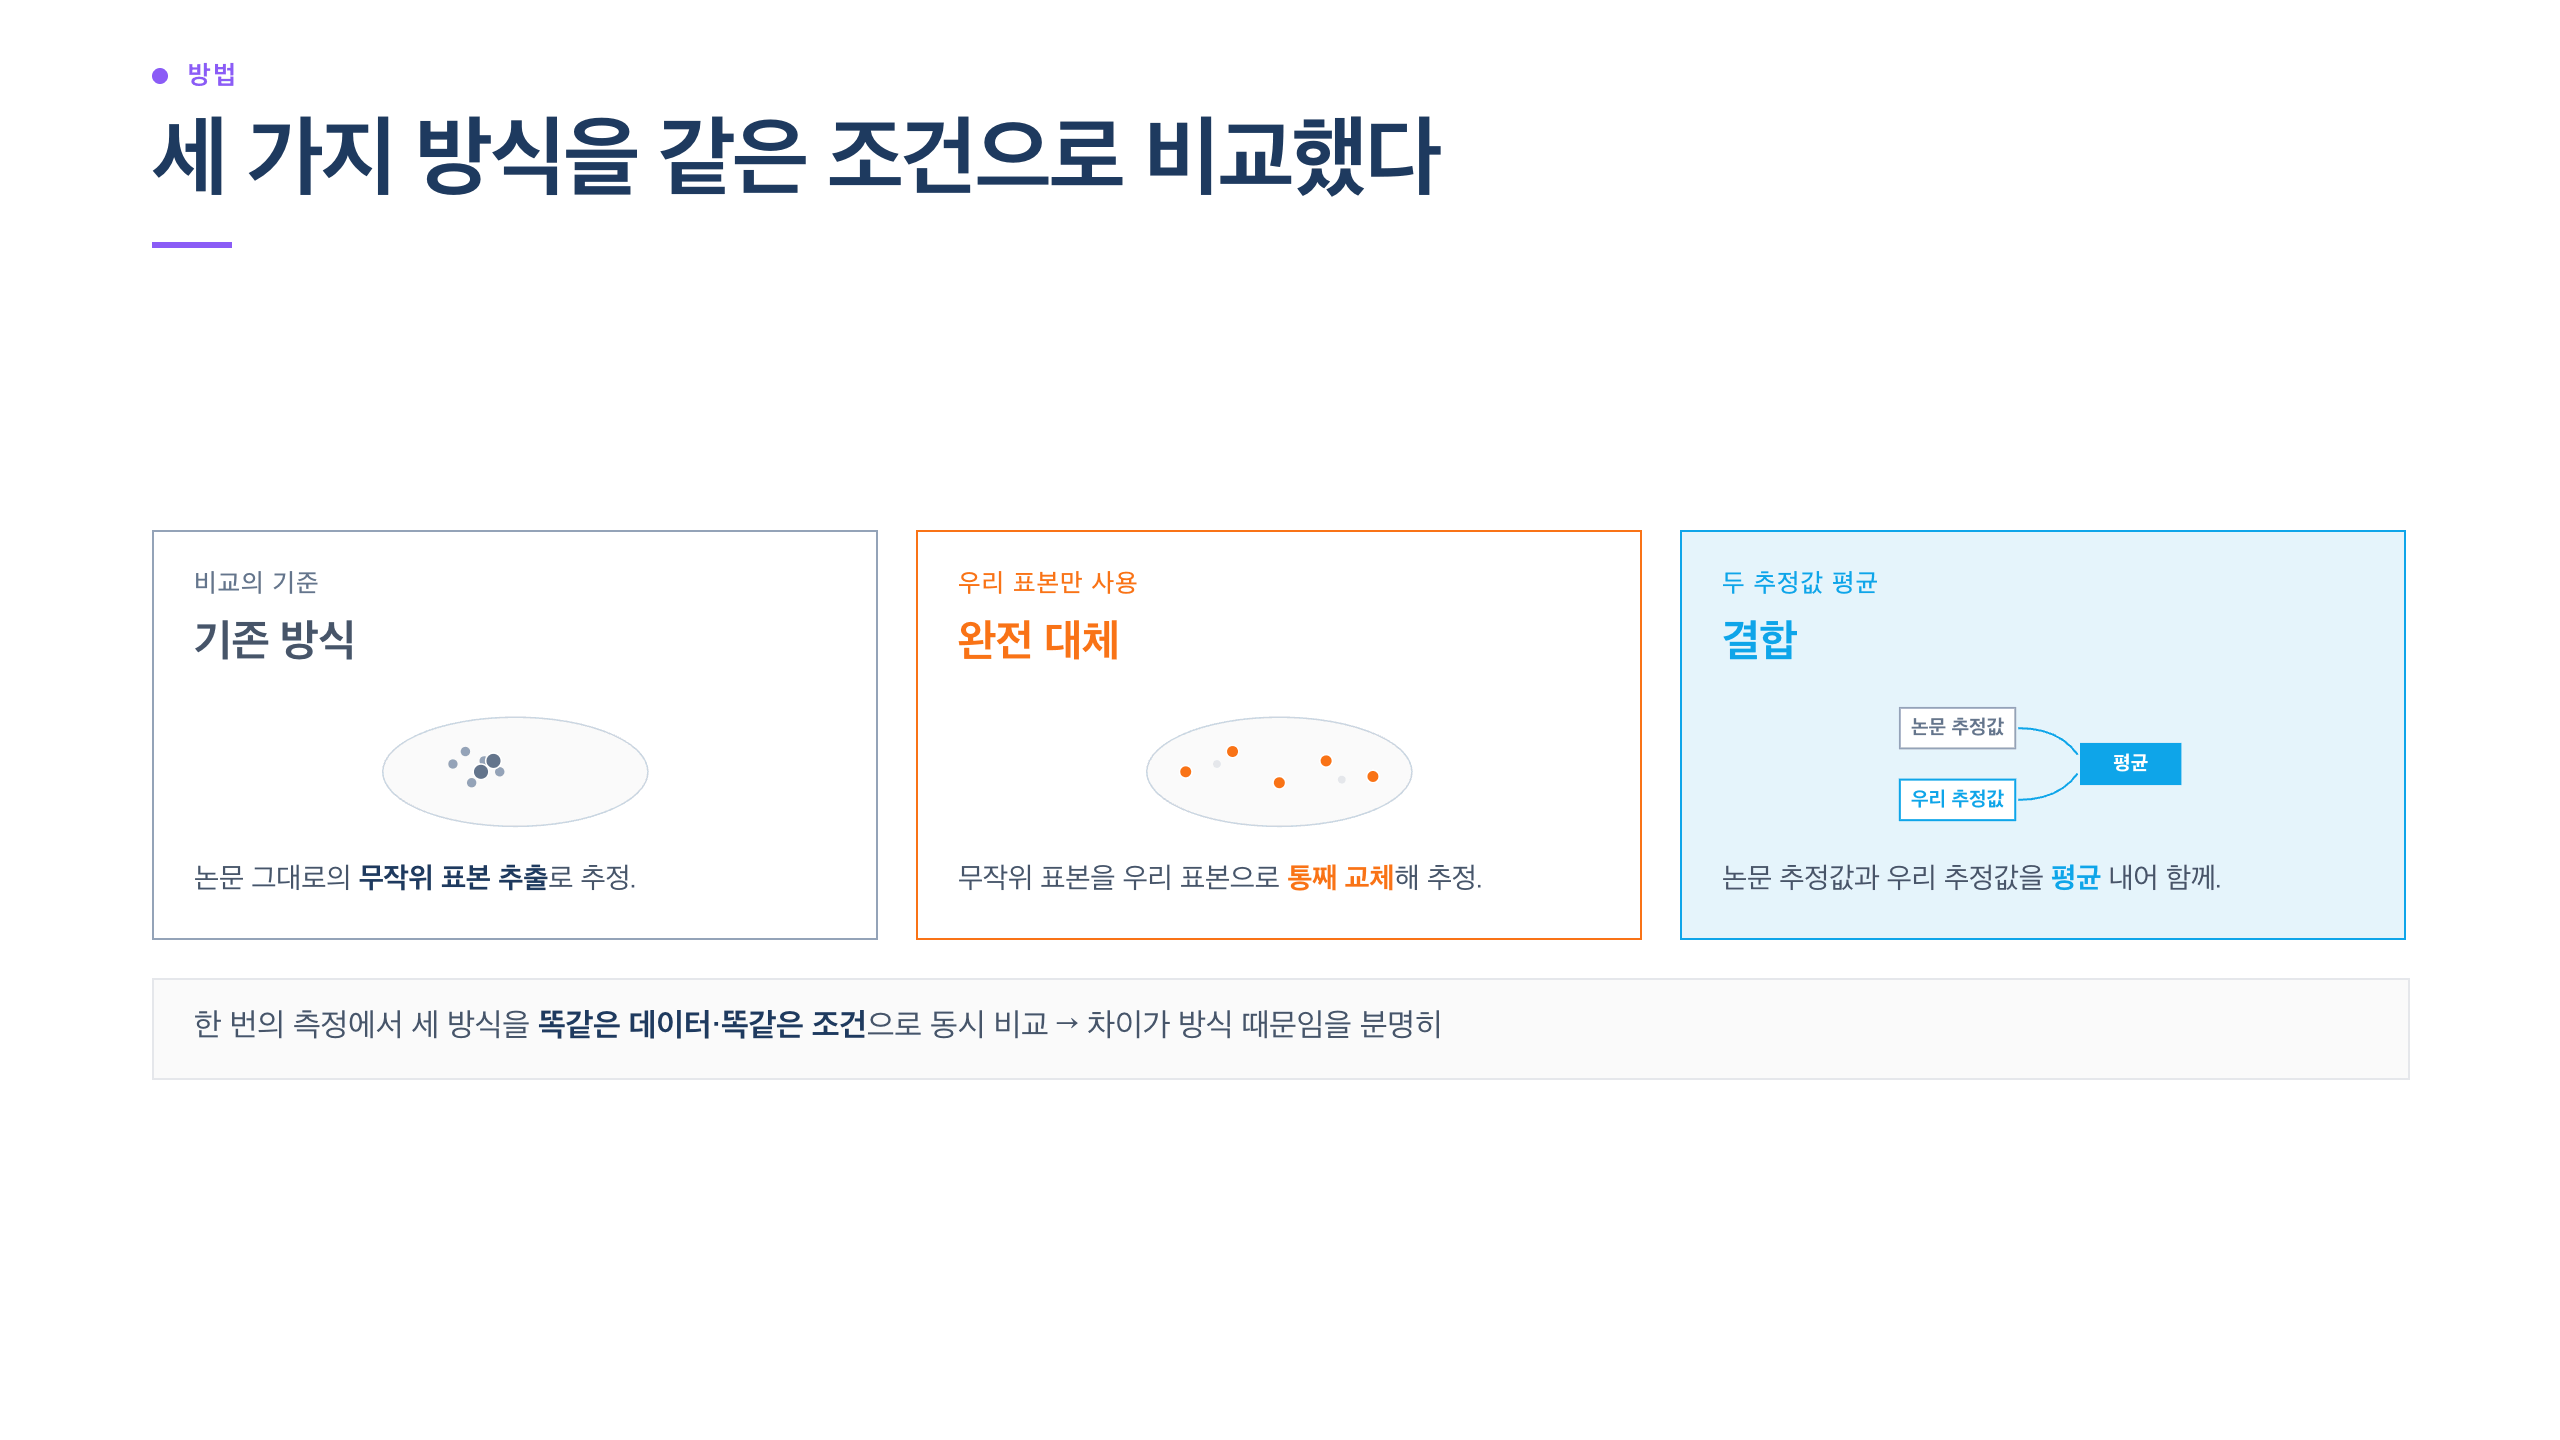 방법
세 가지 방식을 같은 조건으로 비교했다
비교의 기준
기존 방식
논문 그대로의 무작위 표본 추출로 추정.
우리 표본만 사용
완전 대체
무작위 표본을 우리 표본으로 통째 교체해 추정.
두 추정값 평균
결합
논문 추정값
우리 추정값
평균
논문 추정값과 우리 추정값을 평균 내어 함께.
한 번의 측정에서 세 방식을 똑같은 데이터·똑같은 조건으로 동시 비교 → 차이가 방식 때문임을 분명히